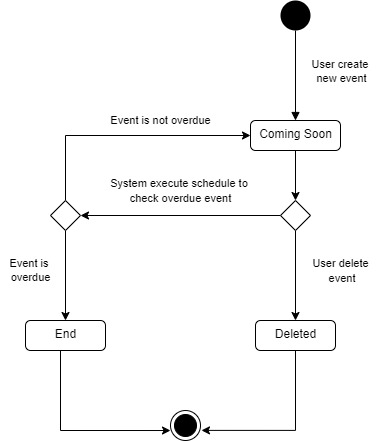 User create
new event
Event is not overdue
Coming Soon
System execute schedule to
check overdue event
Event is
overdue
User delete
event
End
Deleted